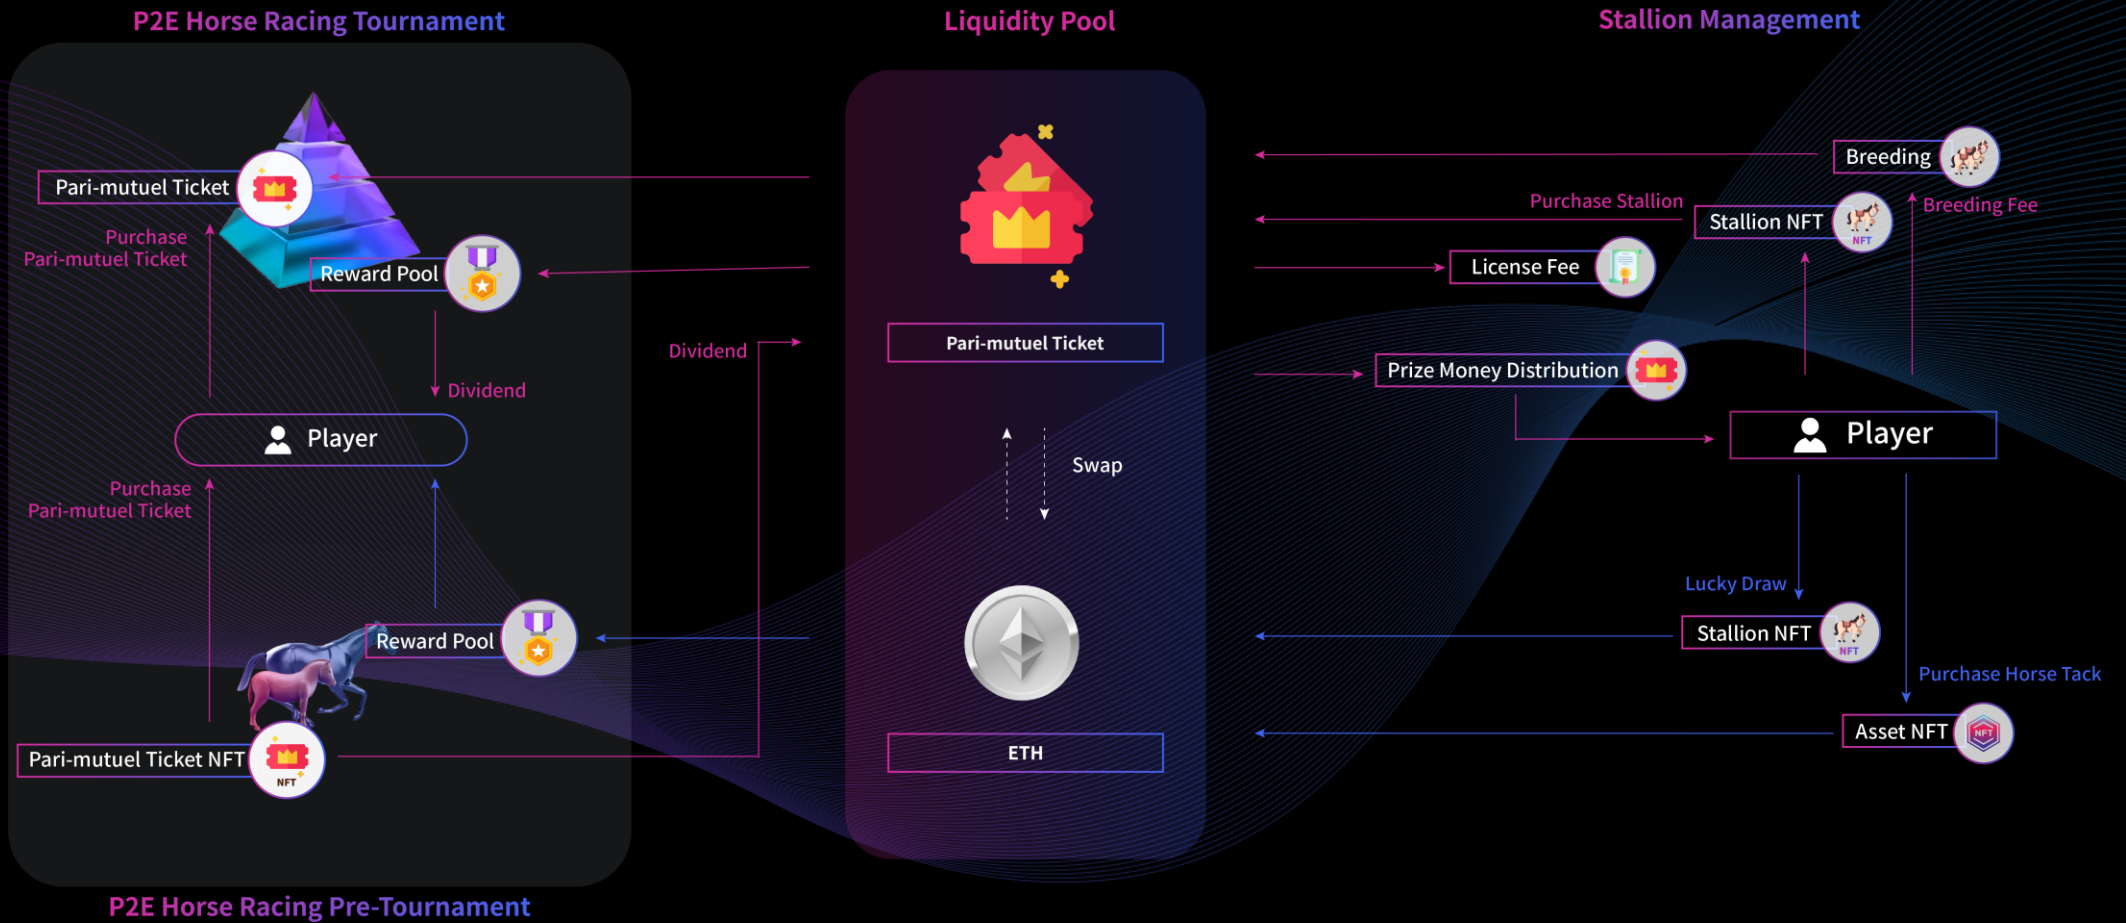 P2E Horse Racing Tournament
Pari-mutuel Ticket
Purchase
Pari-mutuel Ticket
Reward Pool
Dividend
Player
Purchase
Pari-mutuel Ticket
Reward Pool
Pari-mutuel Ticket NFT
NFT
P2E Horse Racing Pre-Tournament
Dividend
Liquidity Pool
Pari-mutuel Ticket
Swap
ETH
Stallion Management
Breeding
Breeding Fee
Purchase Stallion
Stallion NFT
NFT
License Fee
Prize Money Distribution
Player
Lucky Draw
Stallion NFT
NFT
Purchase Horse Tack
Asset NFT
NFT